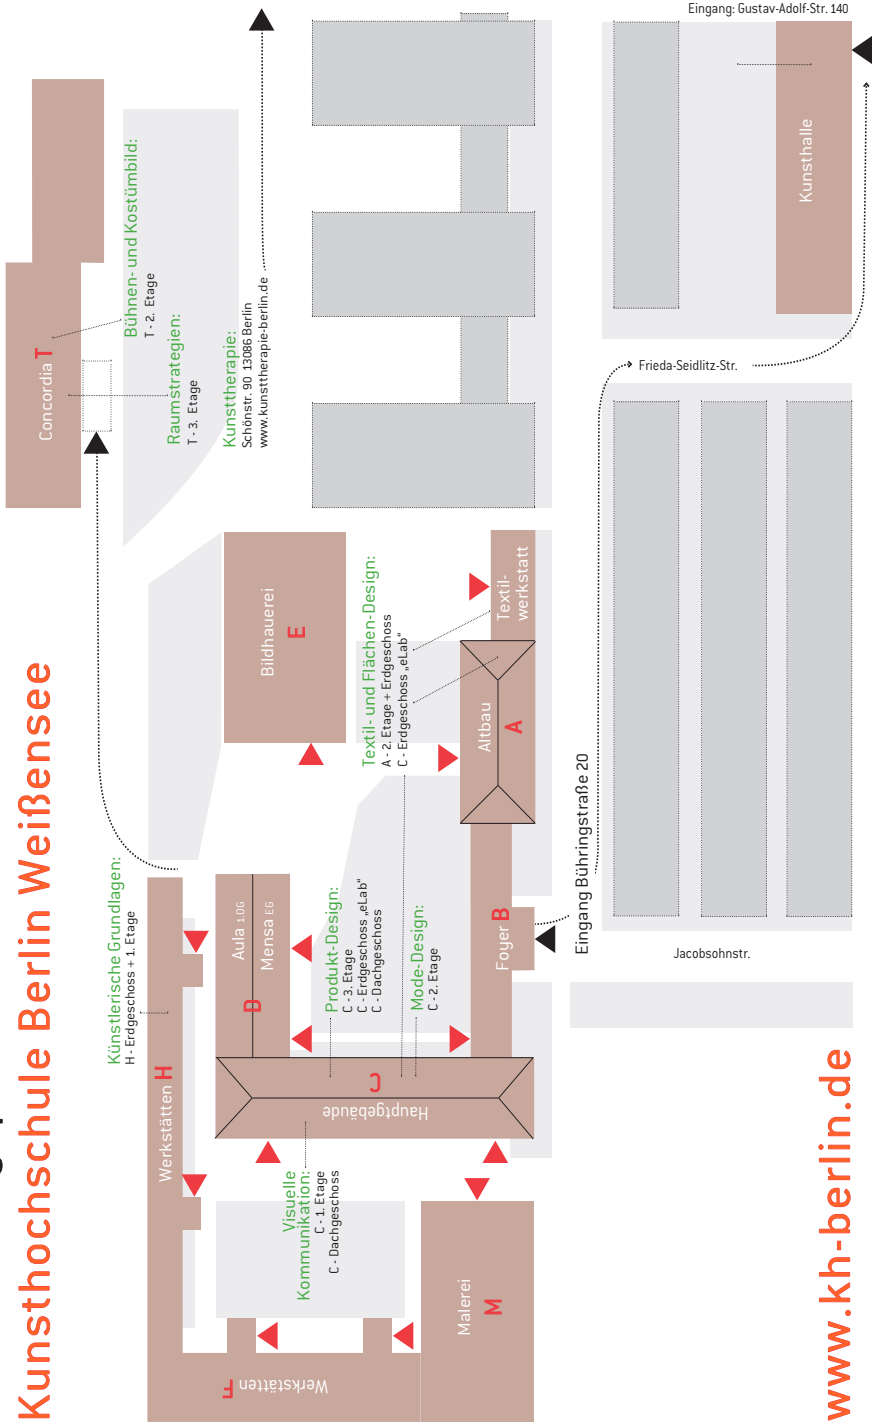 Kunsthochschule Berlin Weißensee
Künstlerische Grundlagen:
H - Erdgeschoss + 1. Etage
Werkstätten H
Concordia T
Bühnen- und Kostümbild:
T - 2. Etage
Raumstrategien:
T - 3. Etage
Kunsttherapie:
Schönstr. 90 13086 Berlin
www.kunsttherapie-berlin.de
Bildhauerei
E
Aula 1.OG
D
Mensa EG
Textil- und Flächen-Design:
A - 2. Etage + Erdgeschoss
C - Erdgeschoss „eLab“
Produkt-Design:
C - 3. Etage
C - Erdgeschoss „eLab“
C - Dachgeschoss
Mode-Design:
C - 2. Etage
Visuelle
Kommunikation:
C - 1. Etage
C - Dachgeschoss
C
Hauptgebäude
F Werkstätten
Malerei
M
Foyer B
Altbau
A
Textil-
werkstatt
Eingang Bühringstraße 20
Frieda-Seidlitz-Str.
Jacobsohnstr.
Kunsthalle
Eingang: Gustav-Adolf-Str. 140
www.kh-berlin.de